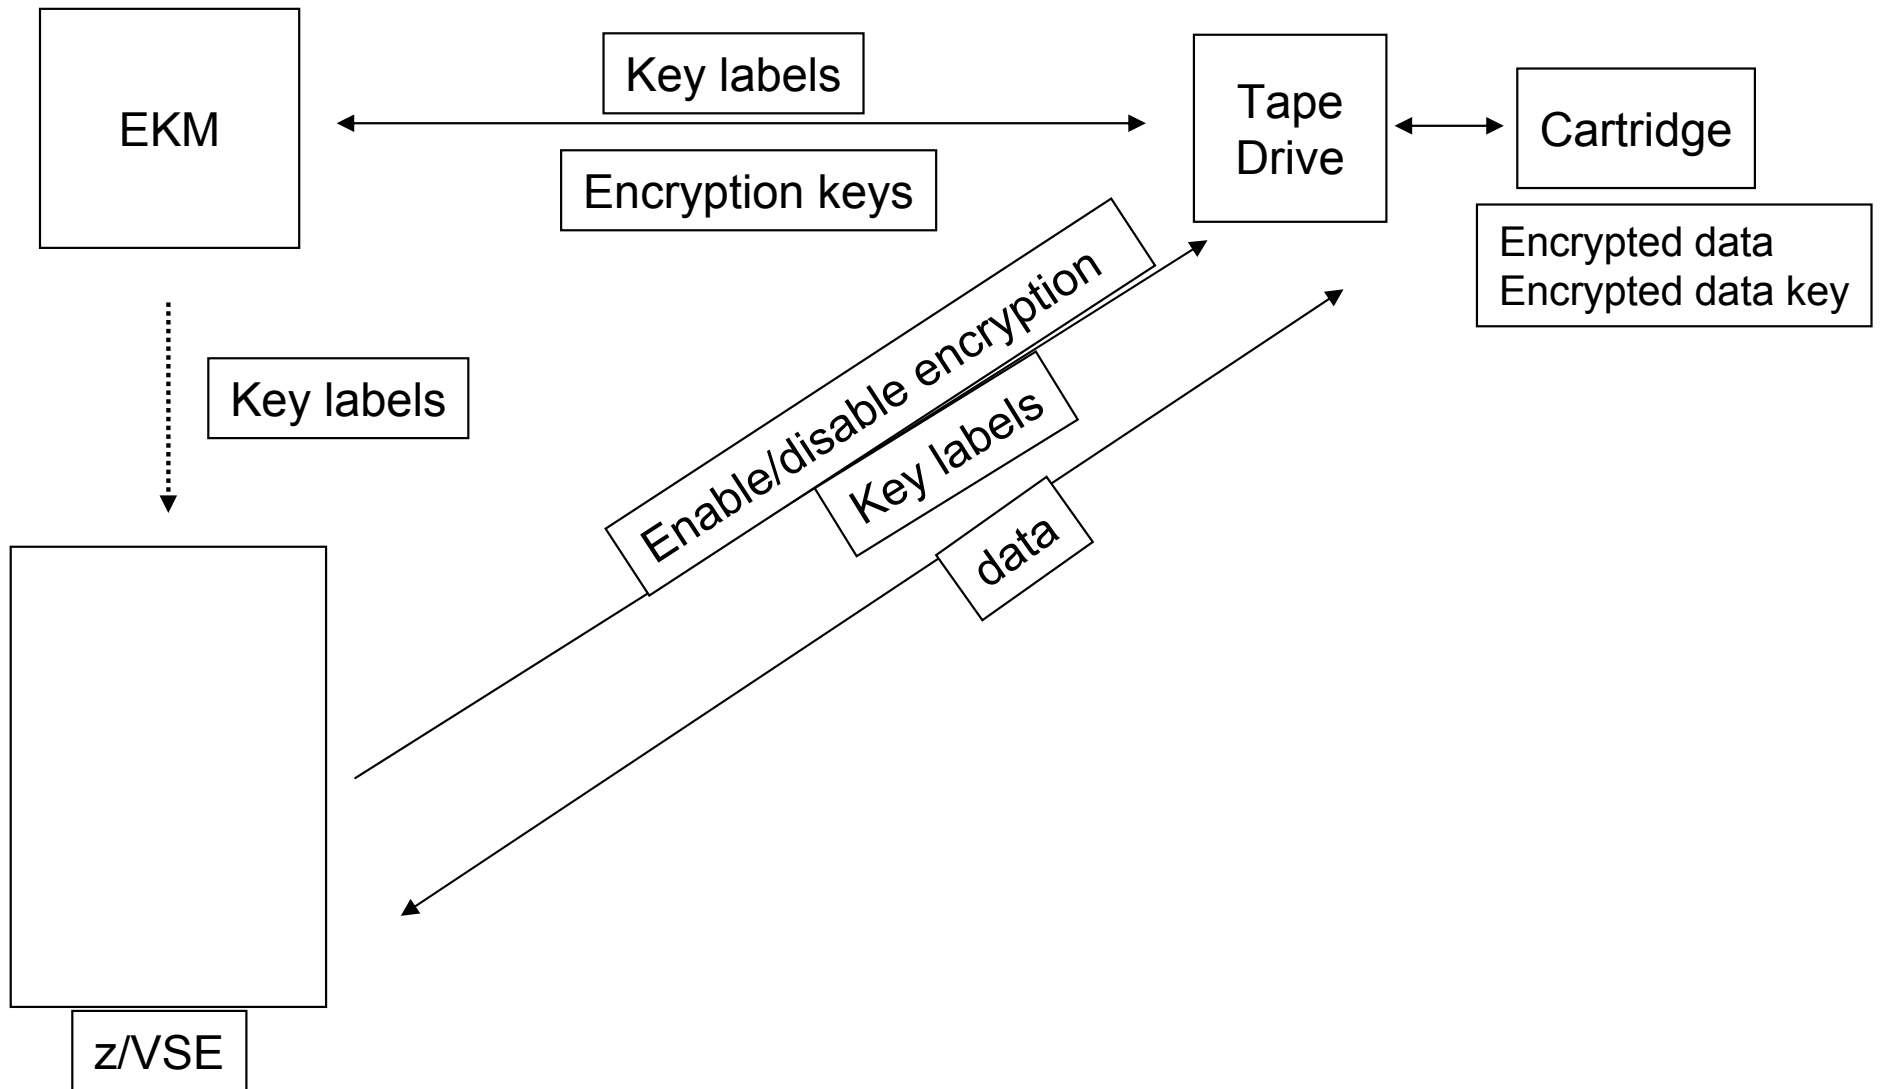 EKM
Key labels
Encryption keys
Tape
Drive
Cartridge
Encrypted data
Encrypted data key
Key labels
Enable/disable encryption
Key labels
data
z/VSE